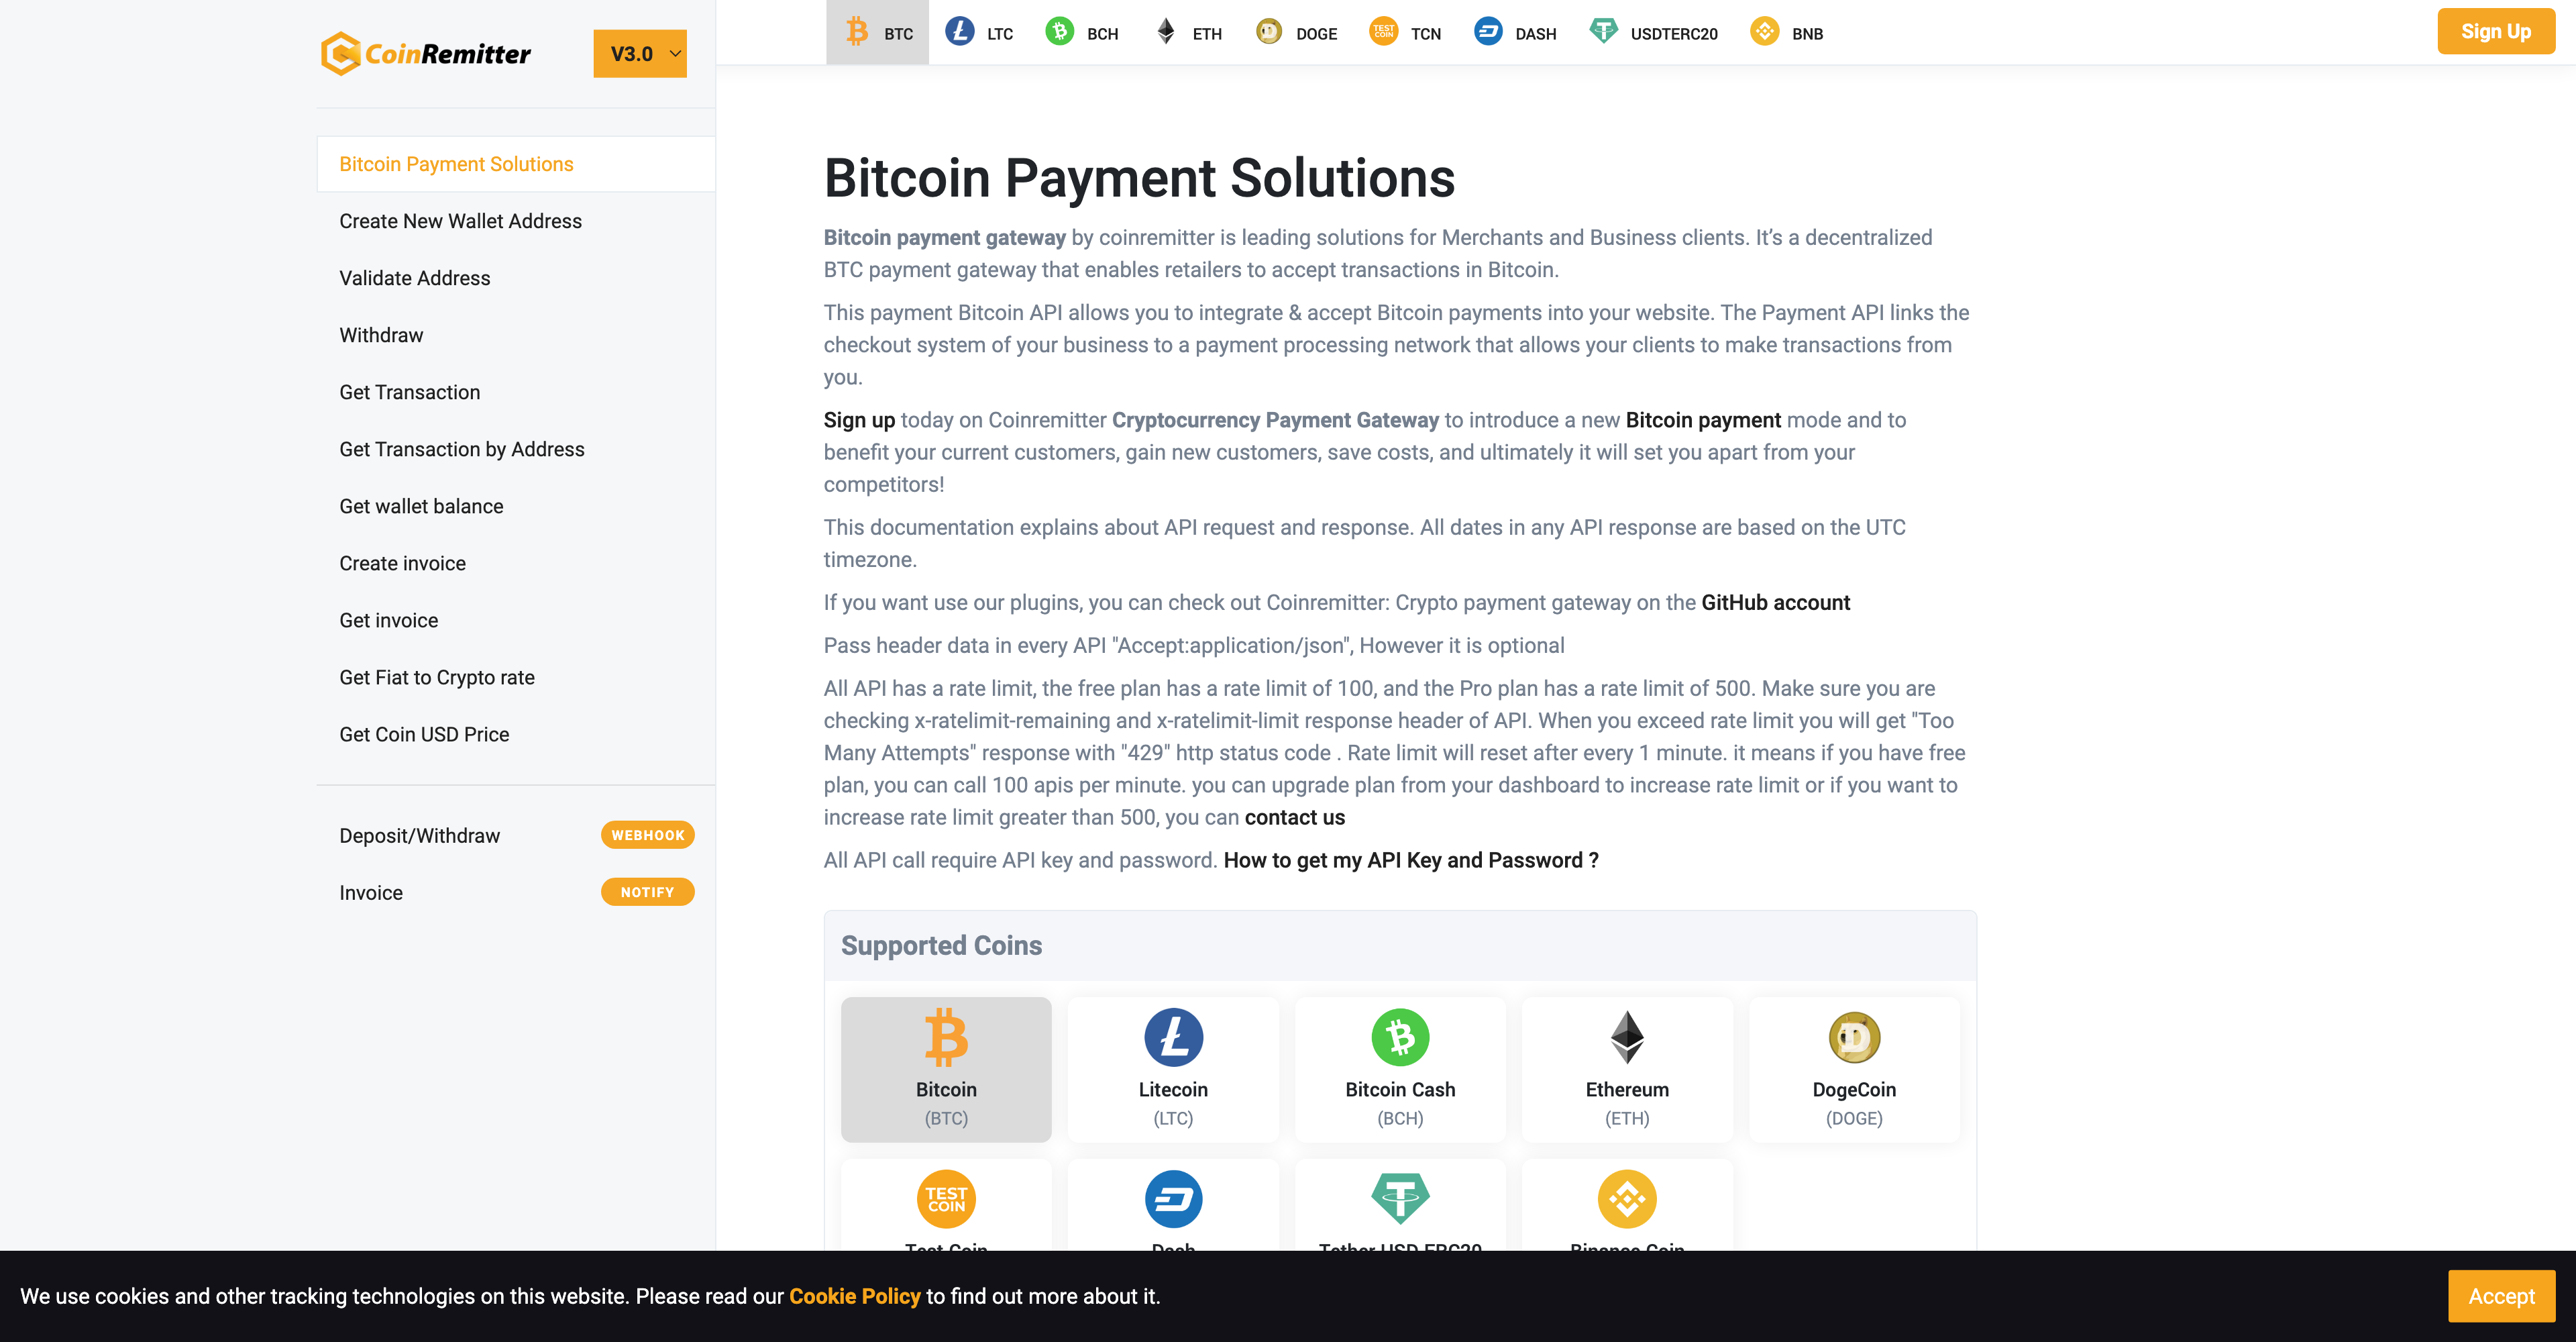 CoinRemitter
V3.0
Bitcoin Payment Solutions
Create New Wallet Address
Validate Address
Withdraw
Get Transaction
Get Transaction by Address
Get wallet balance
Create invoice
Get invoice
Get Fiat to Crypto rate
Get Coin USD Price
Deposit/Withdraw WEBHOOK
Invoice NOTIFY
BTC LTC BCH ETH DOGE TEST COIN TCN DASH USDTERC20 BNB
Sign Up
Bitcoin Payment Solutions
Bitcoin payment gateway by coinremitter is leading solutions for Merchants and Business clients. It’s a decentralized
BTC payment gateway that enables retailers to accept transactions in Bitcoin.
This payment Bitcoin API allows you to integrate & accept Bitcoin payments into your website. The Payment API links the
checkout system of your business to a payment processing network that allows your clients to make transactions from
you.
Sign up today on Coinremitter Cryptocurrency Payment Gateway to introduce a new Bitcoin payment mode and to
benefit your current customers, gain new customers, save costs, and ultimately it will set you apart from your
competitors!
This documentation explains about API request and response. All dates in any API response are based on the UTC
timezone.
If you want use our plugins, you can check out Coinremitter: Crypto payment gateway on the GitHub account
Pass header data in every API "Accept:application/json", However it is optional
All API has a rate limit, the free plan has a rate limit of 100, and the Pro plan has a rate limit of 500. Make sure you are
checking x-ratelimit-remaining and x-ratelimit-limit response header of API. When you exceed rate limit you will get "Too
Many Attempts" response with "429" http status code . Rate limit will reset after every 1 minute. it means if you have free
plan, you can call 100 apis per minute. you can upgrade plan from your dashboard to increase rate limit or if you want to
increase rate limit greater than 500, you can contact us
All API call require API key and password. How to get my API Key and Password ?
Supported Coins
Bitcoin Litecoin Bitcoin Cash Ethereum DogeCoin
(BTC) (LTC) (BCH) (ETH) (DOGE)
TEST
COIN
Test Coin Dash Tether USD ERC20 Binance Coin
We use cookies and other tracking technologies on this website. Please read our Cookie Policy to find out more about it.
Accept